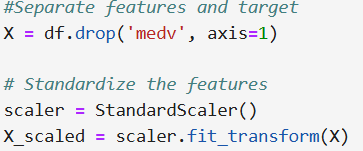 #Separate features and target
X = df.drop('medv', axis=1)
# Standardize the features
scaler = StandardScaler()
X_scaled = scaler.fit_transform(X)